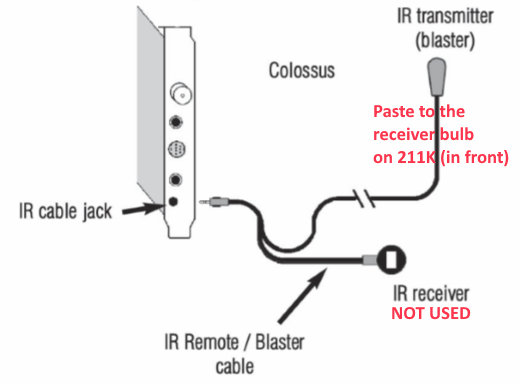 IR transmitter
(blaster)
Colossus
Paste to the
receiver bulb
on 211K (in front)
IR cable jack
IR receiver
NOT USED
IR Remote / Blaster
cable